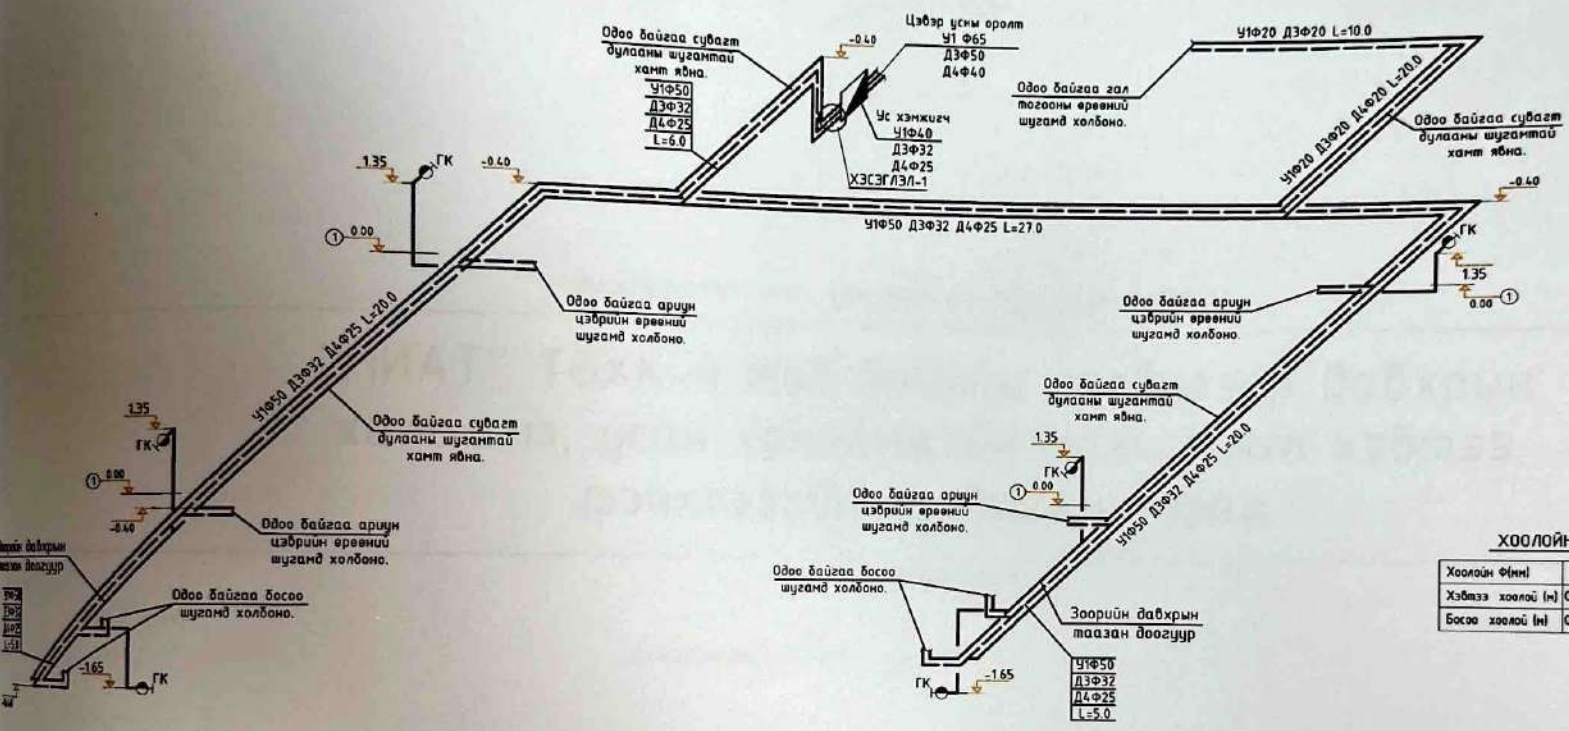 Цэвэр усны оролт
У1 Ф65
Д3Ф50
Д4Ф40
Ус хэмжигч
У1Ф40
Д3Ф32
Д4Ф25
ХЭСЭГЛЭЛ-1
-0.40
Одоо байгаа сувагт
дулааны шугамтай
хамт явна.
У1Ф50
Д3Ф32
Д4Ф25
L=6.0
У1Ф20 Д3Ф20 L=10.0
Одоо байгаа гал
тогооны өрөөний
шугамд холбоно.
У1Ф20 Д3Ф20 Д4Ф20 L=20.0
Одоо байгаа сувагт
дулааны шугамтай
хамт явна.
1.35
ГК
-0.40
1 0.00
-0.40
У1Ф50 Д3Ф32 Д4Ф25 L=27.0
ГК
1.35
0.00 1
Одоо байгаа ариун
цэврийн өрөөний
шугамд холбоно.
Одоо байгаа ариун
цэврийн өрөөний
шугамд холбоно.
У1Ф50 Д3Ф32 Д4Ф25 L=20.0
Одоо байгаа сувагт
дулааны шугамтай
хамт явна.
Одоо байгаа сувагт
дулааны шугамтай
хамт явна.
1.35
ГК
1 0.00
-0.40
1.35
ГК
1 0.00
Одоо байгаа ариун
цэврийн өрөөний
шугамд холбоно.
Одоо байгаа ариун
цэврийн өрөөний
шугамд холбоно.
У1Ф50 Д3Ф32 Д4Ф25 L=20.0
давхрын
доогуур
Одоо байгаа босоо
шугамд холбоно.
Одоо байгаа босоо
шугамд холбоно.
Зоорийн давхрын
таазан доогуур
-1.65
ГК
ГК
-1.65
У1Ф50
Д3Ф32
Д4Ф25
L=5.0
ХООЛОЙН
Хоолойн Ф(мм)
Хэвтээ хоолой (м)
Босоо хоолой (м)